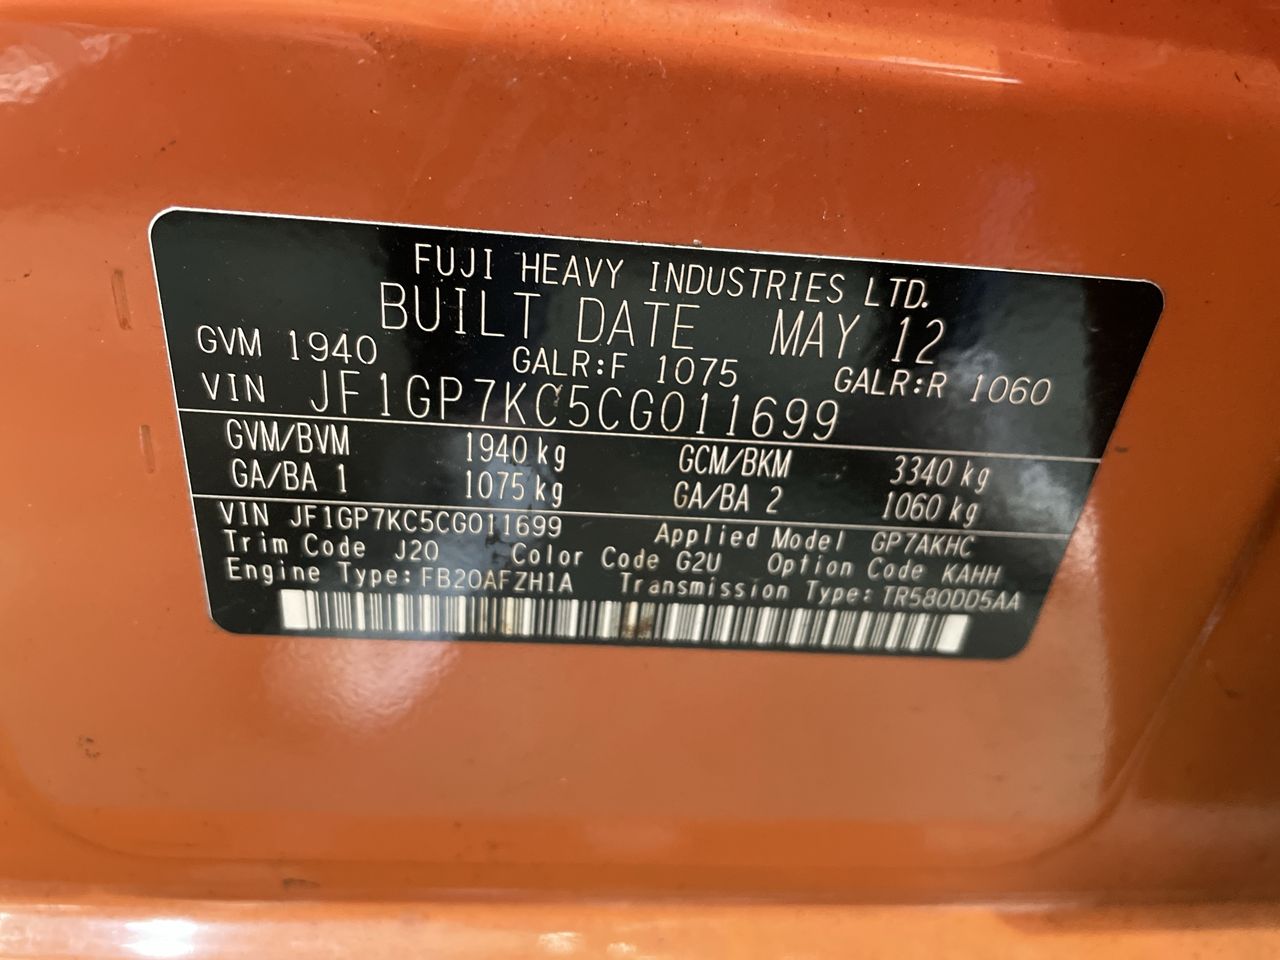 FUJI HEAVY INDUSTRIES LTD.
BUILT DATE MAY 12
GVM 1940 GALR:F 1075 GALR:R 1060
VIN JF1GP7KC5CG011699
GVM/BVM 1940 kg GCM/BKM 3340 kg
GA/BA 1 1075 kg GA/BA 2 1060 kg
VIN JF1GP7KC5CG011699 Applied Model GP7AKHC
Trim Code J20 Color Code G2U Option Code KAHH
Engine Type: FB20AFZH1A Transmission Type: TR580DD5AA